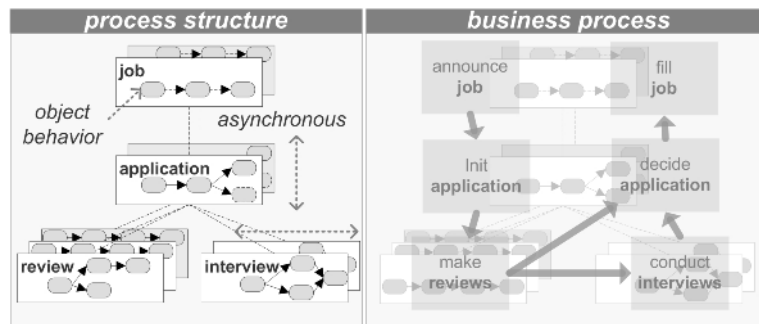 process structure
job
object
behavior
asynchronous
application
review
interview
business process
announce
job
fill
job
Init
application
decide
application
make
reviews
conduct
interviews